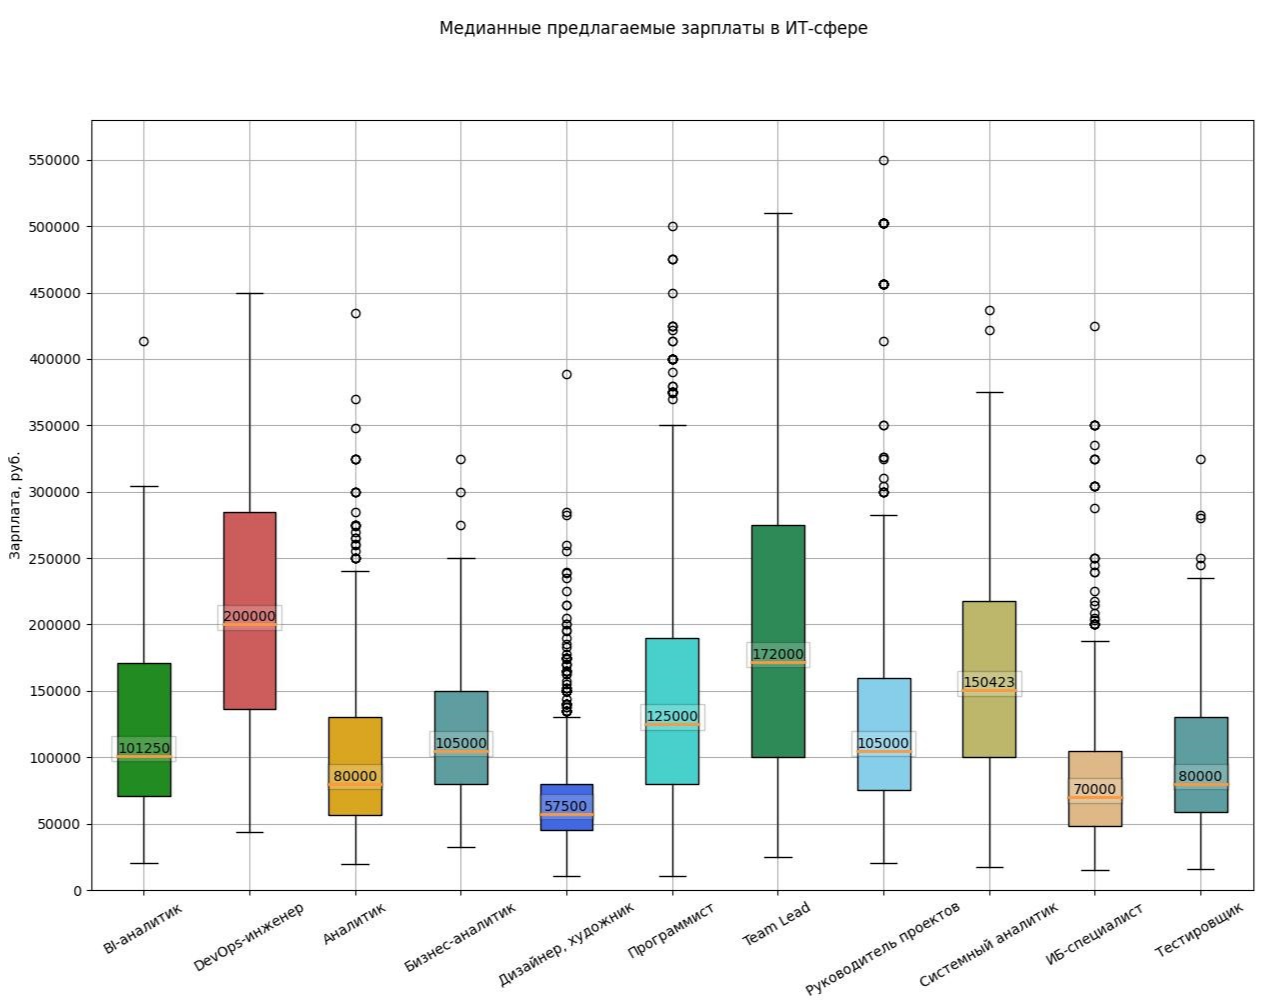 Медианные предлагаемые зарплаты в ИТ-сфере
Зарплата, руб.
550000
500000
450000
400000
350000
300000
250000
200000
150000
100000
50000
0
101250
200000
80000
105000
57500
125000
172000
105000
150423
70000
80000
BI-аналитик
DevOps-инженер
Аналитик
Бизнес-аналитик
Дизайнер, художник
Программист
Team Lead
Руководитель проектов
Системный аналитик
ИБ-специалист
Тестировщик